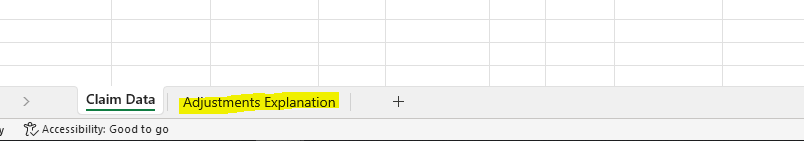 Claim Data
Adjustments Explanation
Accessibility: Good to go